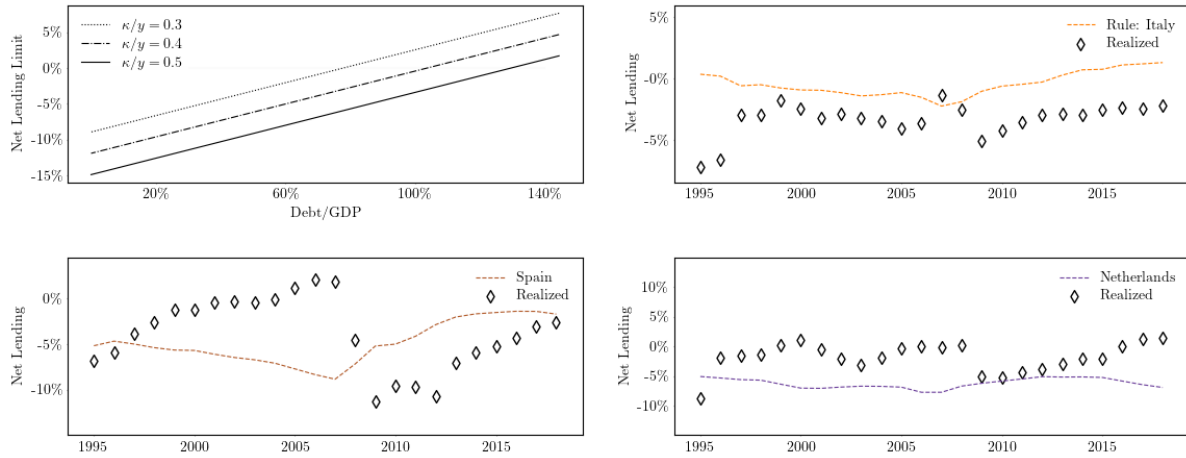 κ/y = 0.3
κ/y = 0.4
κ/y = 0.5
Net Lending Limit
0%
-5%
-10%
-15%
20%
60%
100%
140%
Debt/GDP
Rule: Italy
Realized
Net Lending
5%
-0%
-5%
1995
2000
2005
2010
2015
Spain
Realized
Net Lending
0%
-5%
-10%
1995
2000
2005
2010
2015
Netherlands
Realized
Net Lending
10%
5%
0%
-5%
-10%
1995
2000
2005
2010
2015